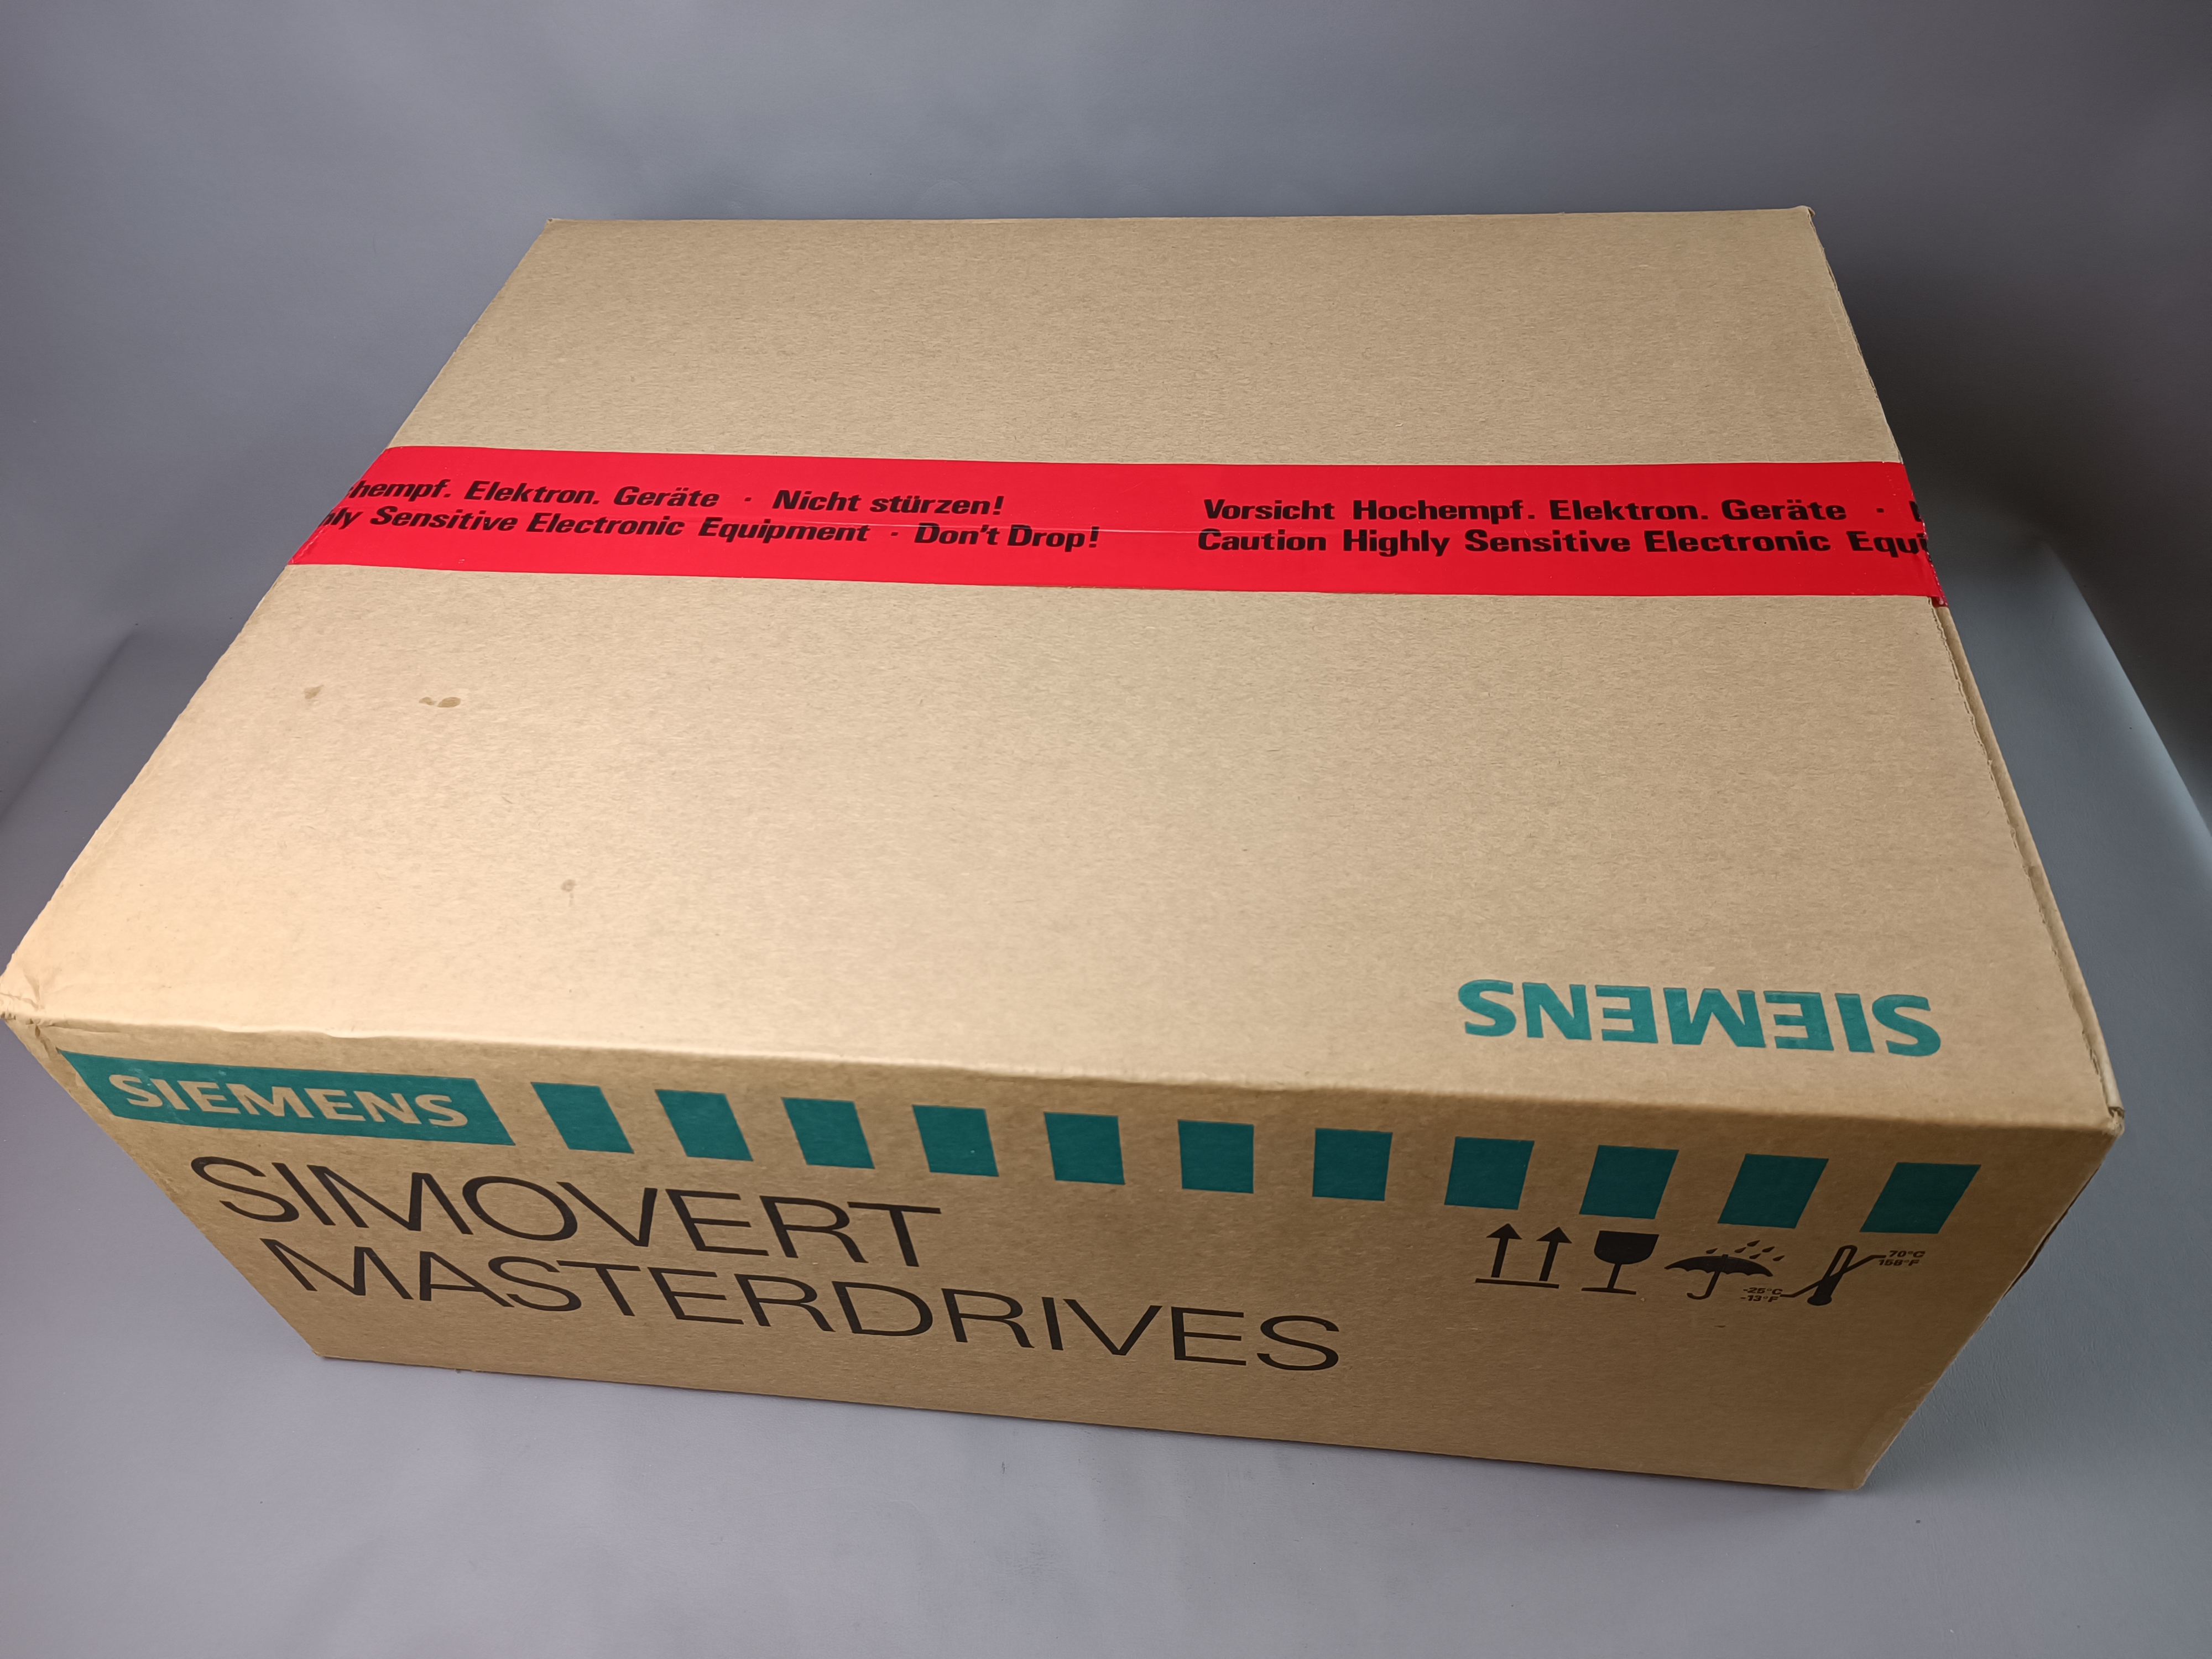 hempf. Elektron. Geräte · Nicht stürzen!
ly Sensitive Electronic Equipment · Don't Drop!
Vorsicht Hochempf. Elektron. Geräte ·
Caution Highly Sensitive Electronic Equi
SIEMENS
SIEMENS
SIMOVERT
MASTERDRIVES
70°C
158°F
-25°C
-13°F